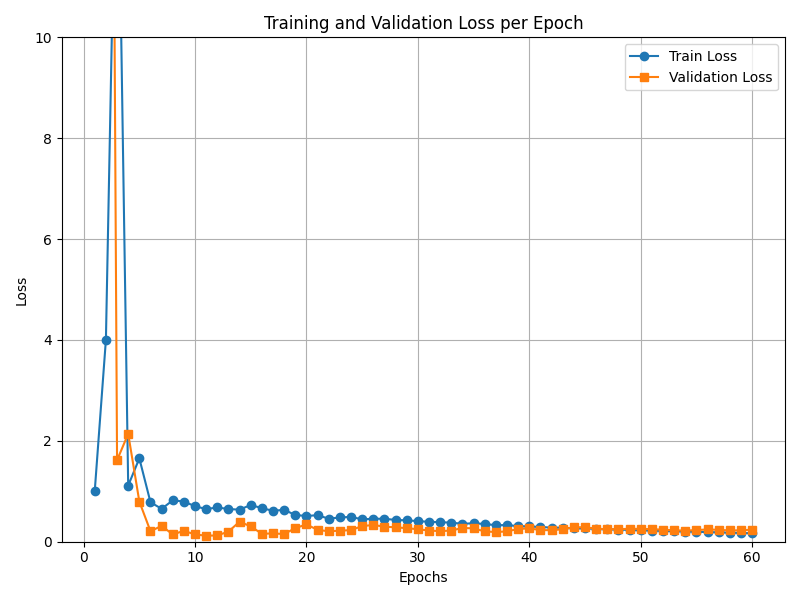 Training and Validation Loss per Epoch
Train Loss
Validation Loss
Loss
10
8
6
4
2
0
0 10 20 30 40 50 60
Epochs